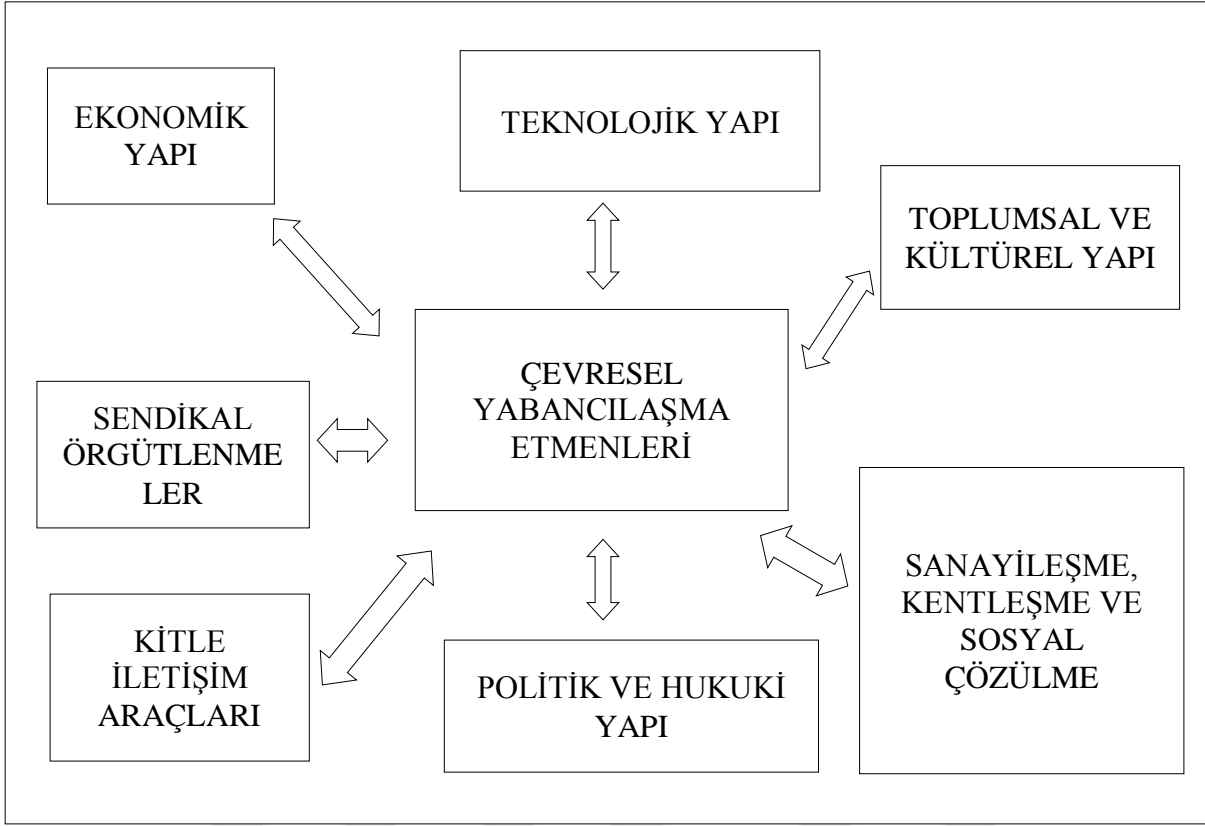 EKONOMİK
YAPI
TEKNOLOJİK YAPI
TOPLUMSAL VE
KÜLTÜREL YAPI
ÇEVRESEL
YABANCILAŞMA
ETMENLERİ
SENDİKAL
ÖRGÜTLENME
LER
SANAYİLEŞME,
KENTLEŞME VE
SOSYAL
ÇÖZÜLME
KİTLE
İLETİŞİM
ARAÇLARI
POLİTİK VE HUKUKİ
YAPI